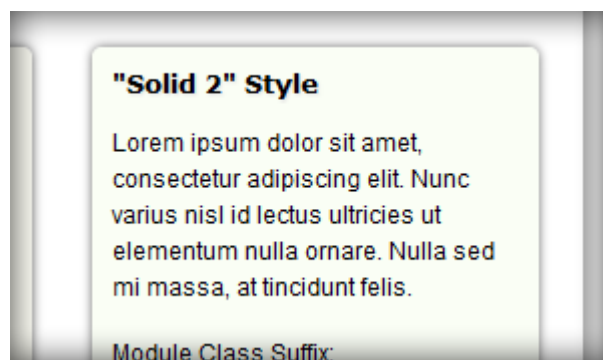 "Solid 2" Style
Lorem ipsum dolor sit amet,
consectetur adipiscing elit. Nunc
varius nisl id lectus ultricies ut
elementum nulla ornare. Nulla sed
mi massa, at tincidunt felis.
Module Class Suffix: